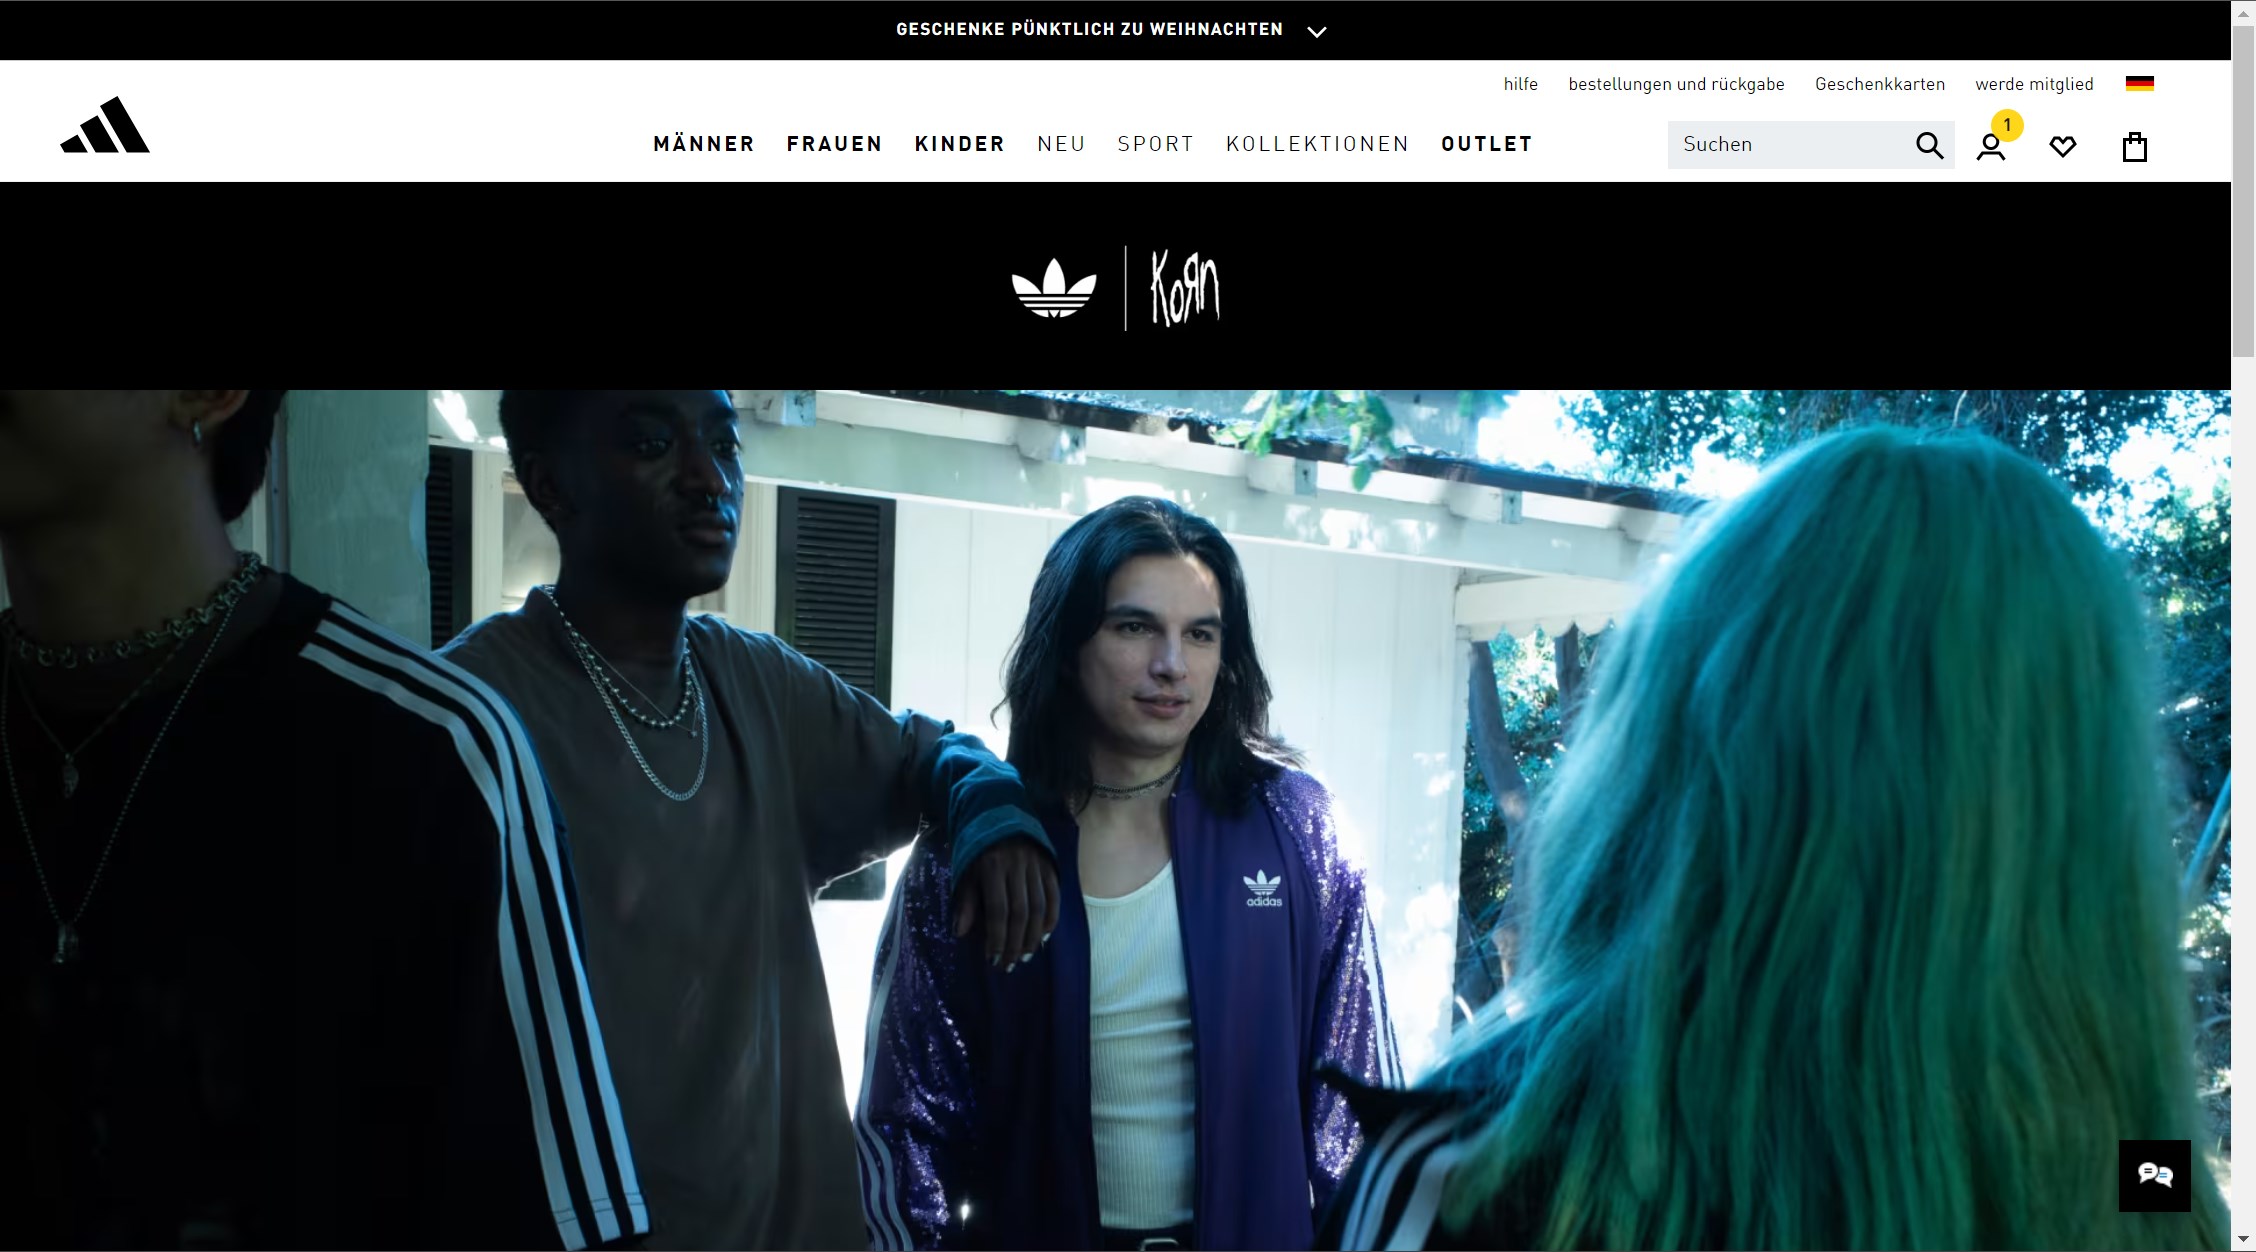 GESCHENKE PÜNKTLICH ZU WEIHNACHTEN
hilfe bestellungen und rückgabe Geschenkkarten werde mitglied
1
MÄNNER FRAUEN KINDER NEU SPORT KOLLEKTIONEN OUTLET Suchen
KoЯn
adidas